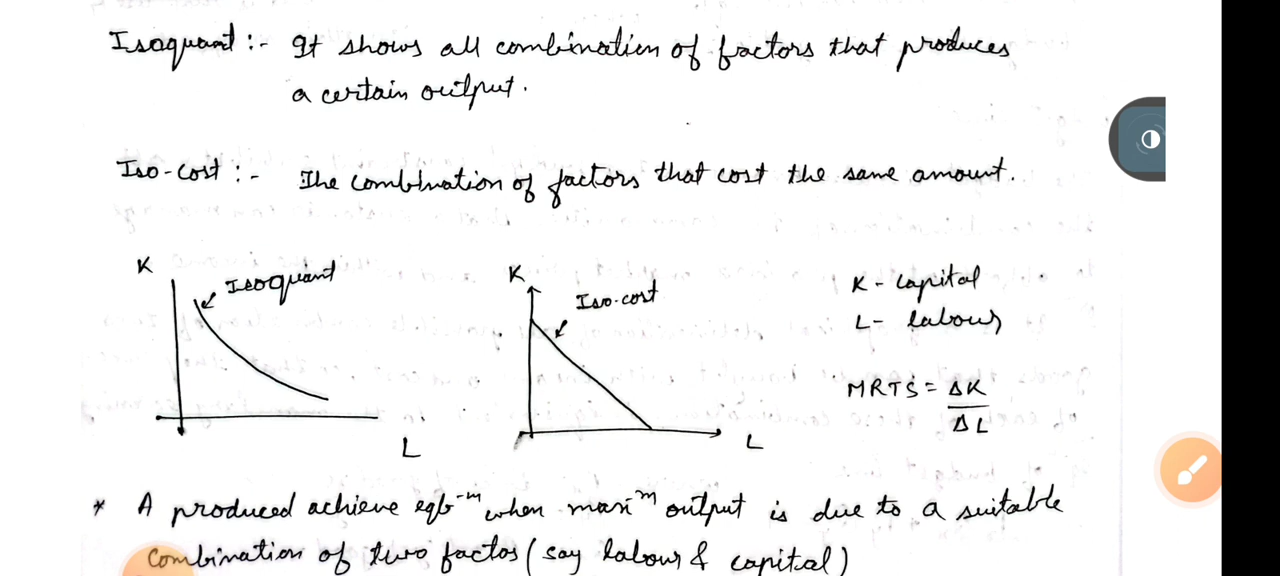 Isoquant :- It shows all combination of factors that produces
a certain output.
Iso-cost :- The combination of factors that cost the same amount.
K
Isoquant
L
K
Iso-cost
L
K - capital
L - labour
MRTS = ΔK
ΔL
* A produced achieve eqb-m when maxi^m output is due to a suitable
combination of two factos (say labour & capital)